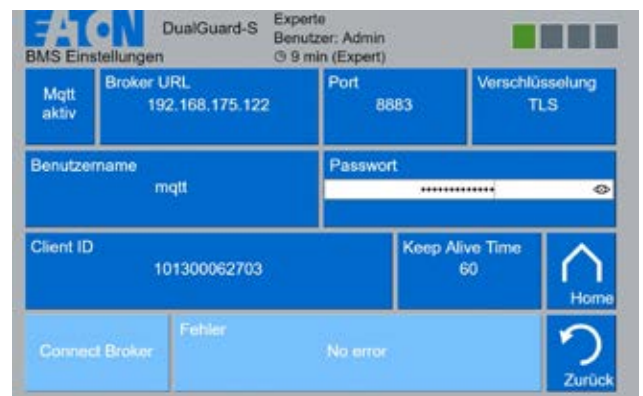 EATON
DualGuard-S
Experte
Benutzer: Admin
9 min (Expert)
BMS Einstellungen
Mqtt
aktiv
Broker URL
192.168.175.122
Port
8883
Verschlüsselung
TLS
Benutzername
mqtt
Passwort
•••••••••••••
Client ID
101300062703
Keep Alive Time
60
Home
Connect Broker
Fehler
No error
Zurück